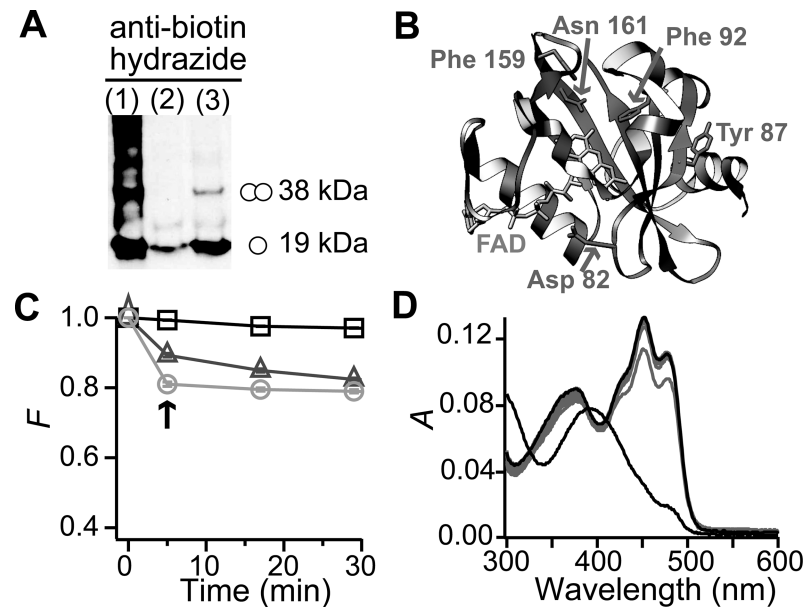 A
anti-biotin
hydrazide
(1) (2) (3)
38 kDa
19 kDa
B
Asn 161
Phe 159
Phe 92
Tyr 87
FAD
Asp 82
C
1.0
0.8
0.6
0.4
F
0 10 20 30
Time (min)
D
0.12
0.08
0.04
0.00
A
300 400 500 600
Wavelength (nm)